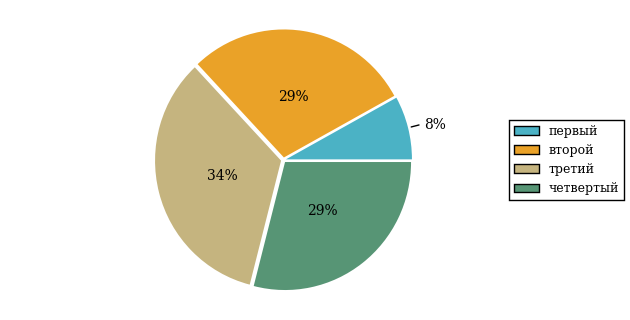 29%
8%
34%
29%
первый
второй
третий
четвертый